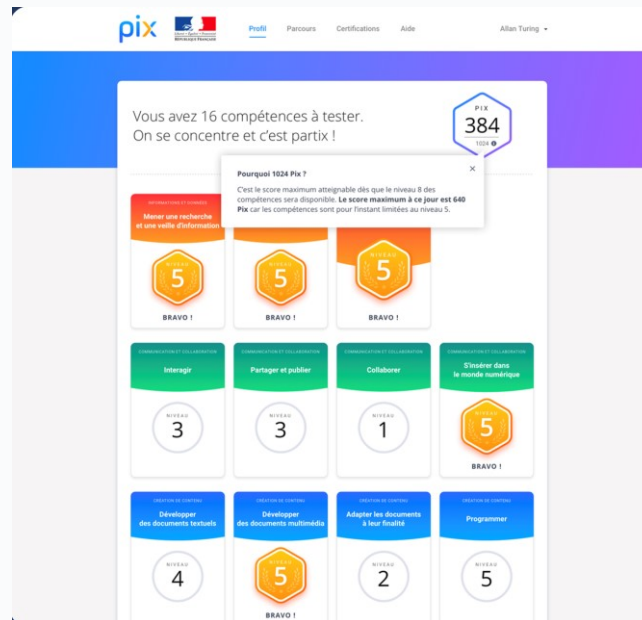 pix
Liberté • Égalité • Fraternité
RÉPUBLIQUE FRANÇAISE
Profil
Parcours
Certifications
Aide
Allan Turing
Vous avez 16 compétences à tester.
On se concentre et c'est partix !
PIX
384
1024
Pourquoi 1024 Pix ?
C'est le score maximum atteignable dès que le niveau 8 des
compétences sera disponible. Le score maximum à ce jour est 640
Pix car les compétences sont pour l'instant limitées au niveau 5.
INFORMATIONS ET DONNÉES
Mener une recherche
et une veille d'information
NIVEAU
5
BRAVO !
NIVEAU
5
BRAVO !
NIVEAU
5
BRAVO !
COMMUNICATION ET COLLABORATION
Interagir
NIVEAU
3
COMMUNICATION ET COLLABORATION
Partager et publier
NIVEAU
3
COMMUNICATION ET COLLABORATION
Collaborer
NIVEAU
1
COMMUNICATION ET COLLABORATION
S'insérer dans
le monde numérique
NIVEAU
5
BRAVO !
CRÉATION DE CONTENU
Développer
des documents textuels
NIVEAU
4
CRÉATION DE CONTENU
Développer
des documents multimédia
NIVEAU
5
BRAVO !
CRÉATION DE CONTENU
Adapter les documents
à leur finalité
NIVEAU
2
CRÉATION DE CONTENU
Programmer
NIVEAU
5